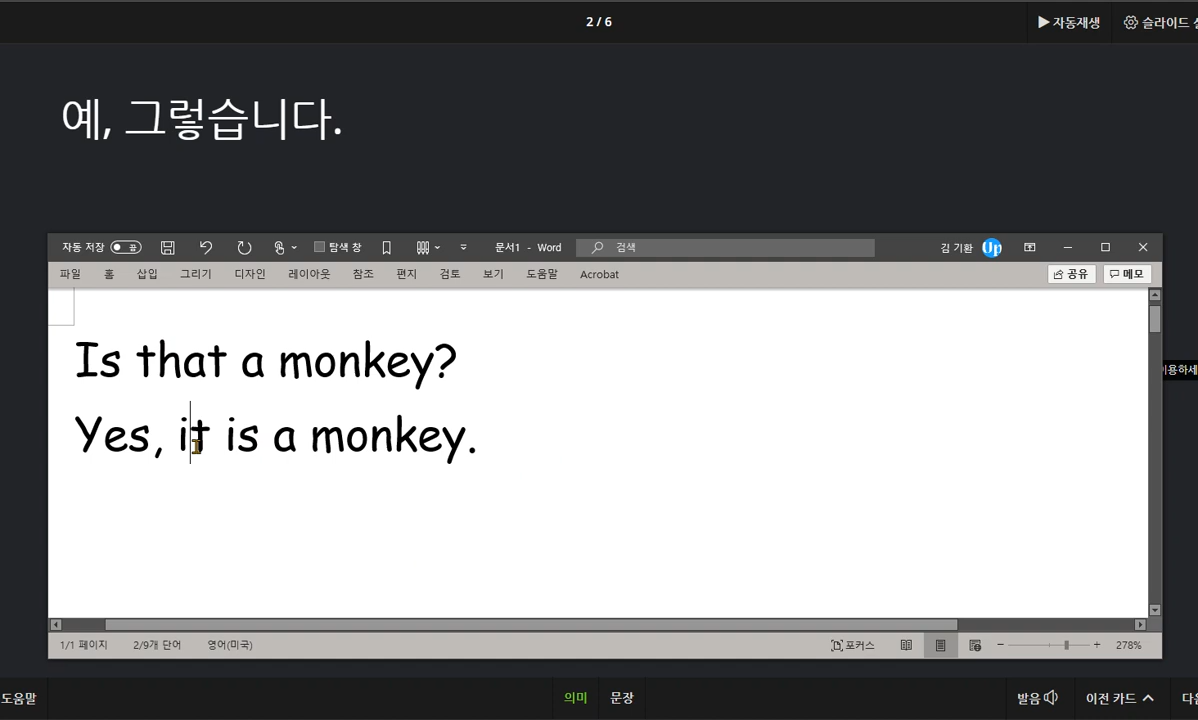 2 / 6
자동재생
슬라이드
예, 그렇습니다.
자동 저장
탐색 창
문서1 - Word
검색
김 기환
Up
파일 홈 삽입 그리기 디자인 레이아웃 참조 편지 검토 보기 도움말 Acrobat
공유
메모
Is that a monkey?
Yes, it is a monkey.
1/1 페이지 2/9개 단어 영어(미국)
포커스
278%
도움말
의미
문장
발음
이전 카드